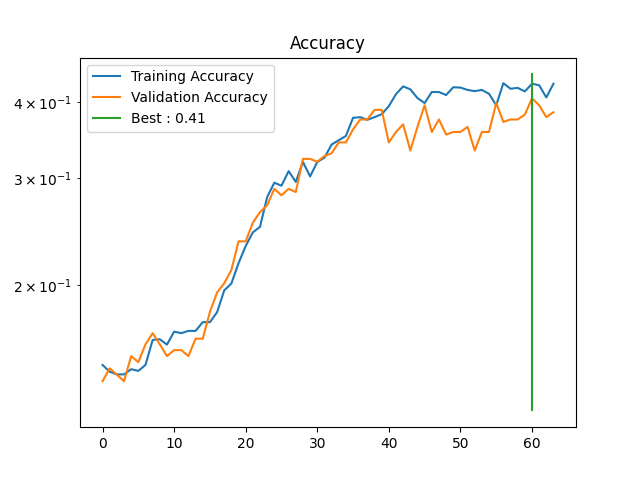 Accuracy
Training Accuracy
Validation Accuracy
Best : 0.41
4 × 10⁻¹
3 × 10⁻¹
2 × 10⁻¹
0 10 20 30 40 50 60